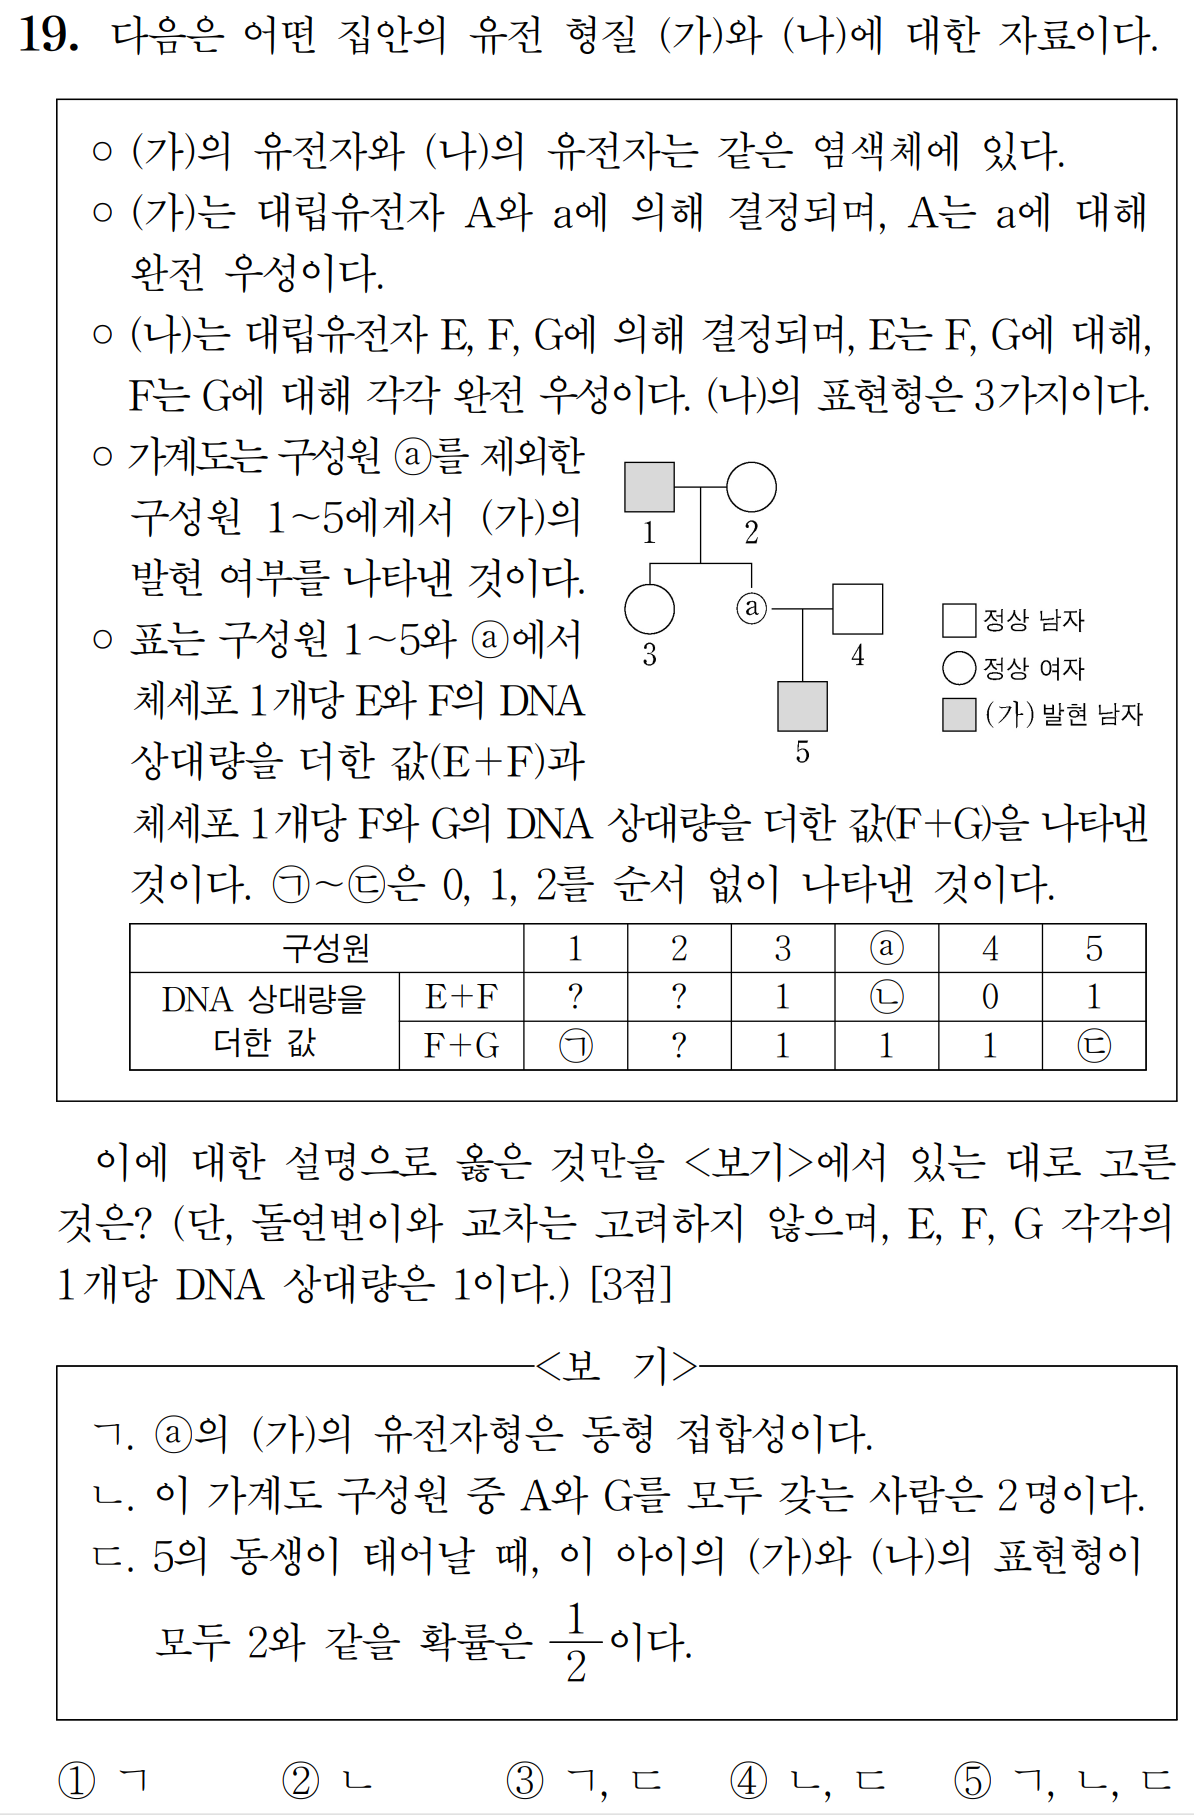 19. 다음은 어떤 집안의 유전 형질 (가)와 (나)에 대한 자료이다.
○ (가)의 유전자와 (나)의 유전자는 같은 염색체에 있다.
○ (가)는 대립유전자 A와 a에 의해 결정되며, A는 a에 대해
완전 우성이다.
○ (나)는 대립유전자 E, F, G에 의해 결정되며, E는 F, G에 대해,
F는 G에 대해 각각 완전 우성이다. (나)의 표현형은 3가지이다.
○ 가계도는 구성원 ⓐ를 제외한
구성원 1~5에게서 (가)의
발현 여부를 나타낸 것이다.
○ 표는 구성원 1~5와 ⓐ에서
체세포 1개당 E와 F의 DNA
상대량을 더한 값(E+F)과
체세포 1개당 F와 G의 DNA 상대량을 더한 값(F+G)을 나타낸
것이다. ㉠~㉢은 0, 1, 2를 순서 없이 나타낸 것이다.
1 2
3 ⓐ 4
5
정상 남자
정상 여자
(가) 발현 남자
구성원 1 2 3 ⓐ 4 5
DNA 상대량을 더한 값 E+F ? ? 1 ㉡ 0 1
F+G ㉠ ? 1 1 1 ㉢
이에 대한 설명으로 옳은 것만을 <보기>에서 있는 대로 고른
것은? (단, 돌연변이와 교차는 고려하지 않으며, E, F, G 각각의
1개당 DNA 상대량은 1이다.) [3점]
<보 기>
ㄱ. ⓐ의 (가)의 유전자형은 동형 접합성이다.
ㄴ. 이 가계도 구성원 중 A와 G를 모두 갖는 사람은 2명이다.
ㄷ. 5의 동생이 태어날 때, 이 아이의 (가)와 (나)의 표현형이
모두 2와 같을 확률은 1/2이다.
① ㄱ ② ㄴ ③ ㄱ, ㄷ ④ ㄴ, ㄷ ⑤ ㄱ, ㄴ, ㄷ